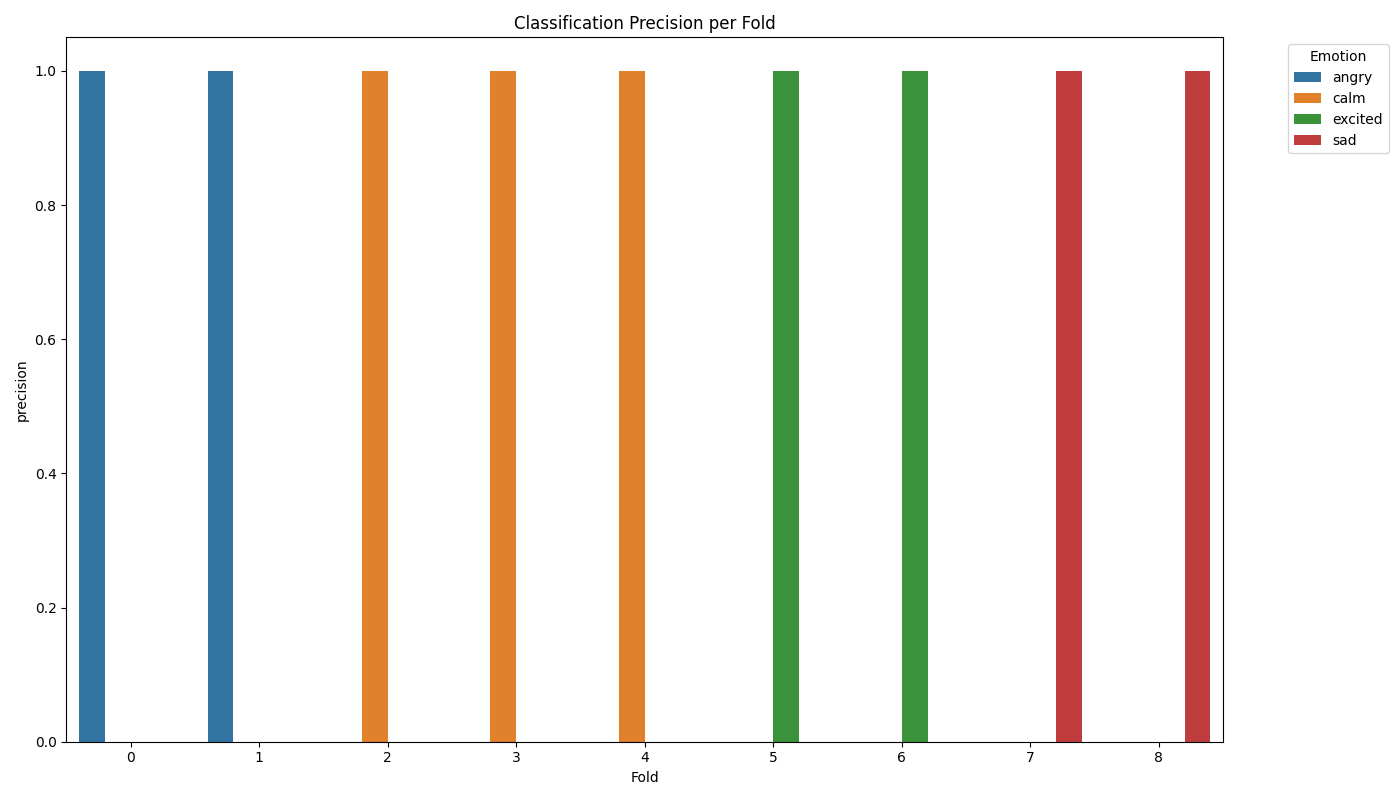 Classification Precision per Fold
Emotion
angry
calm
excited
sad
precision
1.0
0.8
0.6
0.4
0.2
0.0
0 1 2 3 4 5 6 7 8
Fold